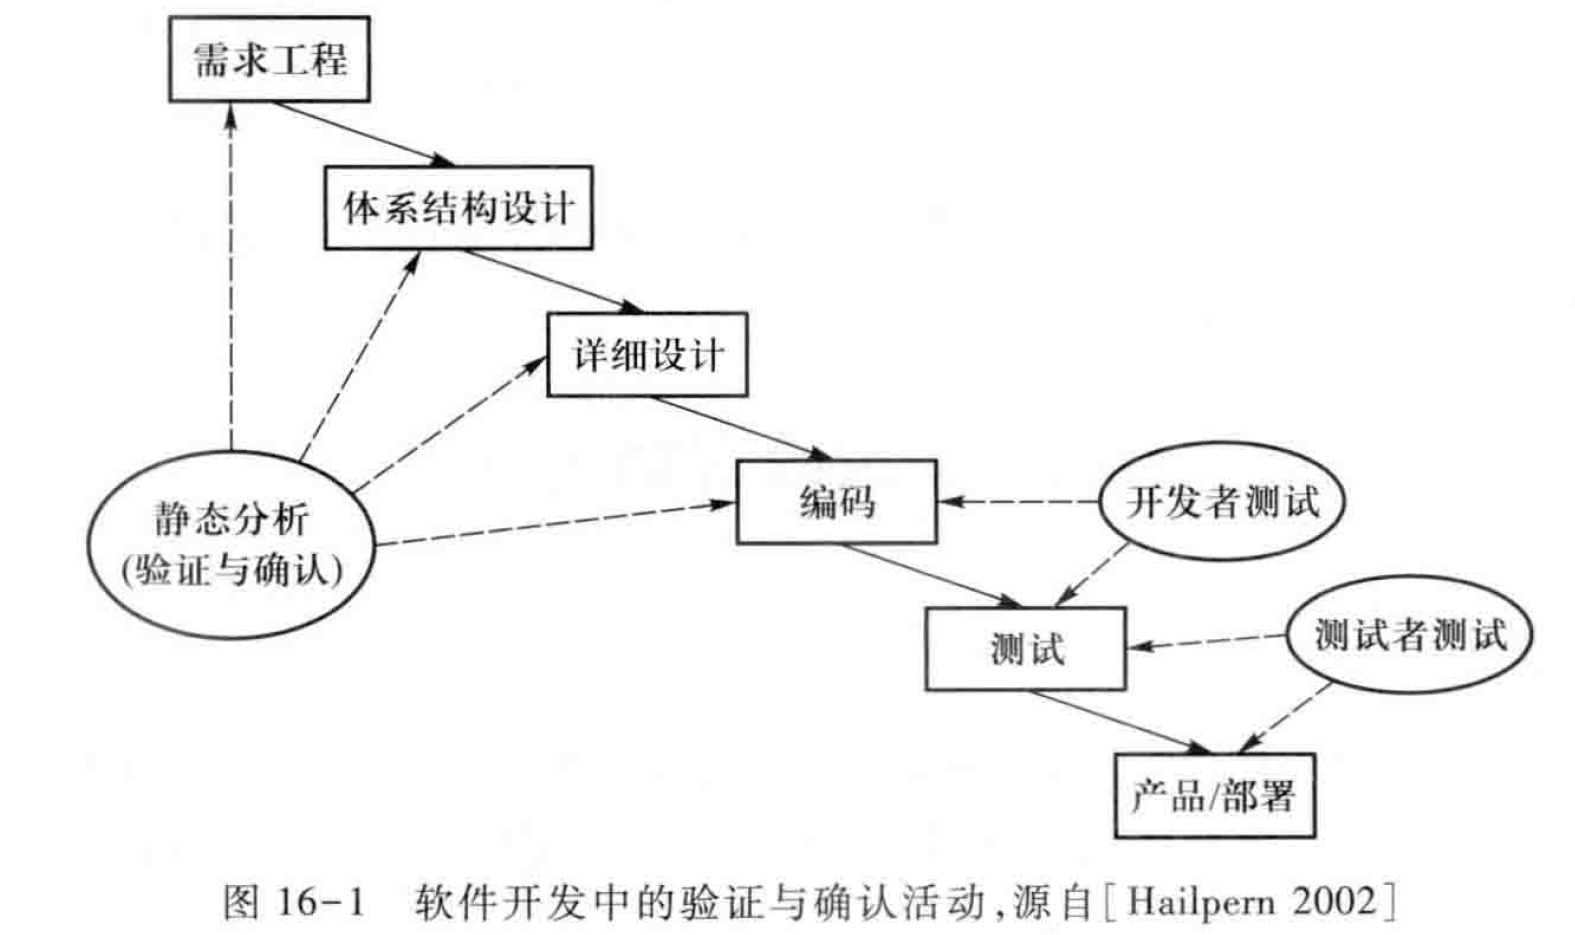 需求工程
体系结构设计
详细设计
编码
开发者测试
静态分析
(验证与确认)
测试
测试者测试
产品/部署
图 16-1 软件开发中的验证与确认活动,源自[Hailpern 2002]